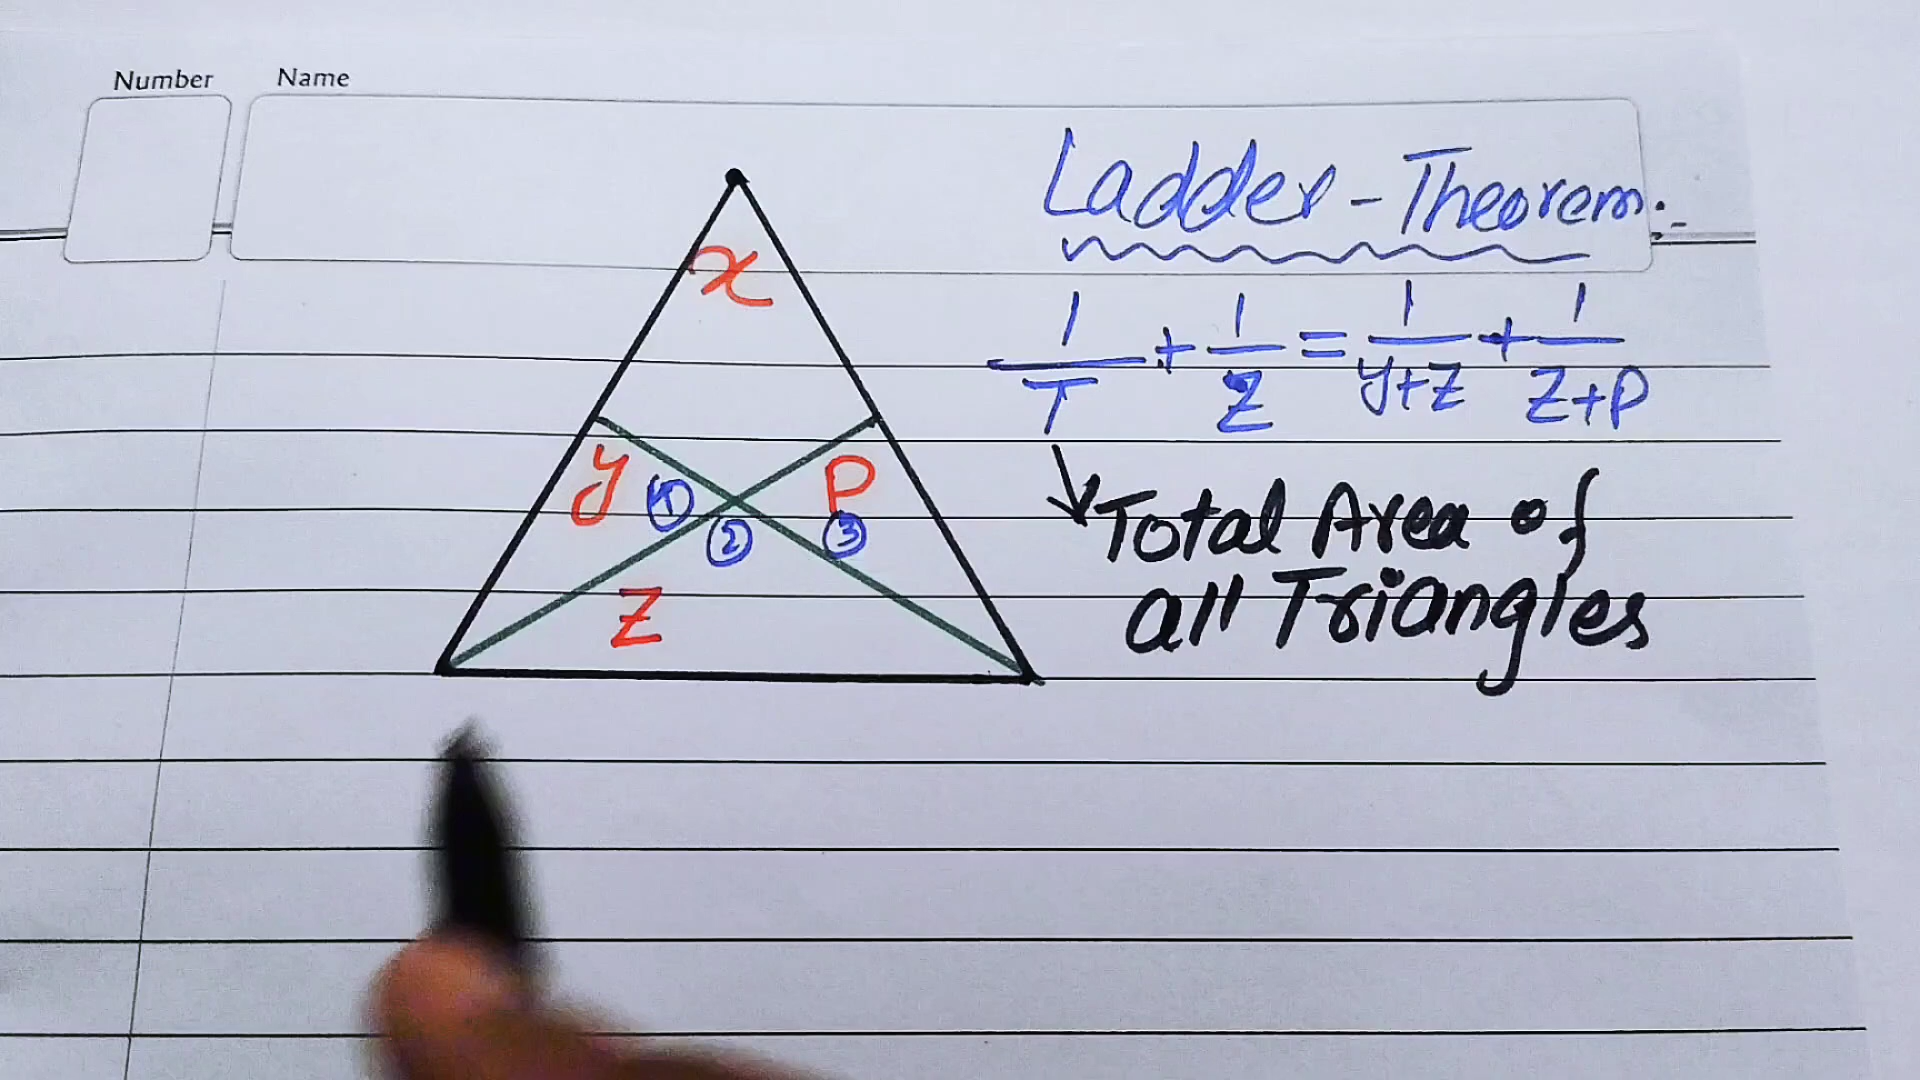 Number Name
Ladder-Theorem:-
x
1/T + 1/Z = 1/y+z + 1/Z+P
y ① ② P ③
Total Area of
all Triangles
Z